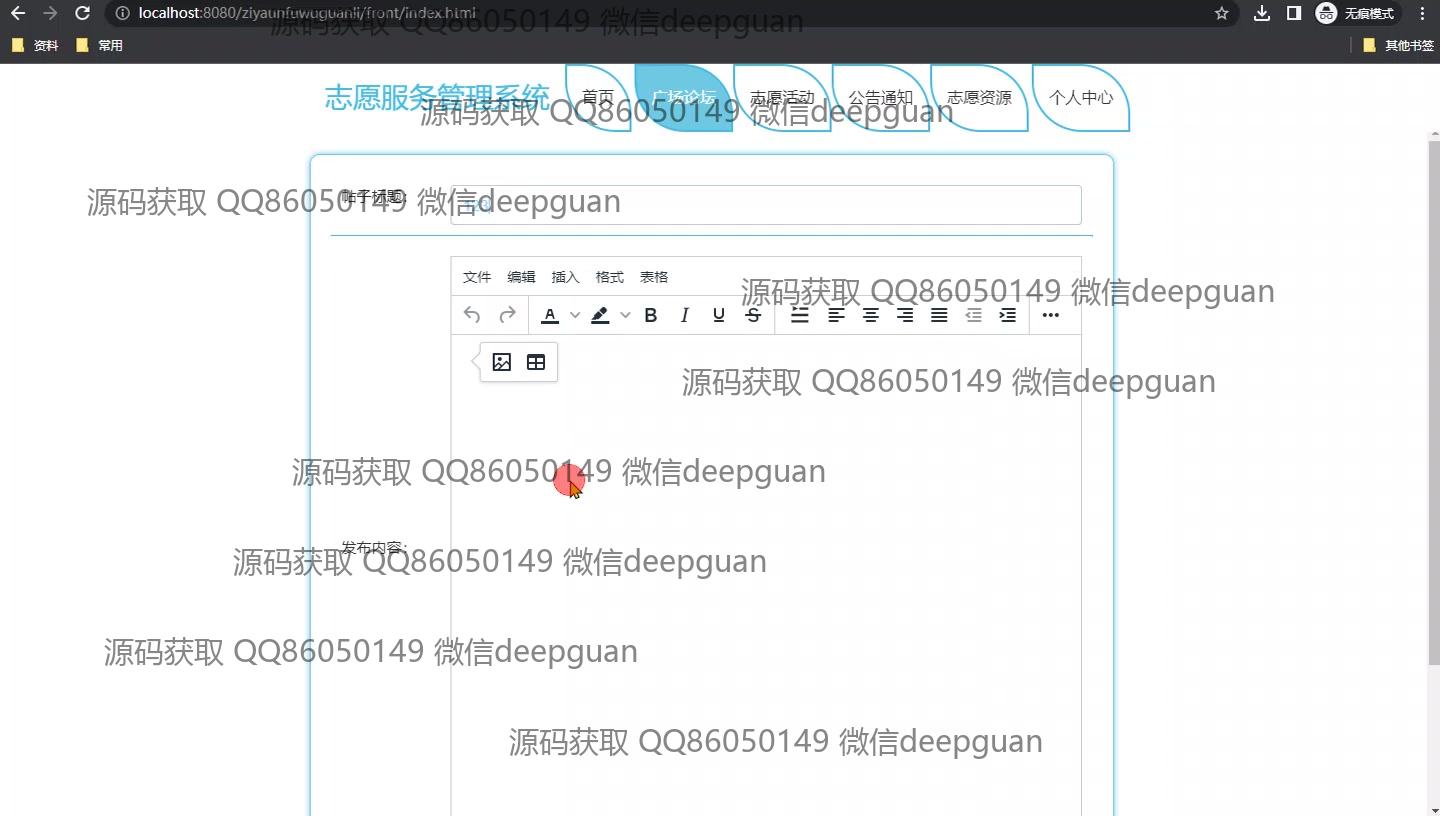 localhost:8080/ziyaunfuwuguanli/front/index.html
无痕模式
源码获取 QQ86050149 微信deepguan
资料
常用
其他书签
志愿服务管理系统
首页
广场论坛
志愿活动
公告通知
志愿资源
个人中心
源码获取 QQ86050149 微信deepguan
帖子标题:
源码获取 QQ86050149 微信deepguan
文件 编辑 插入 格式 表格
源码获取 QQ86050149 微信deepguan
源码获取 QQ86050149 微信deepguan
源码获取 QQ86050149 微信deepguan
发布内容:
源码获取 QQ86050149 微信deepguan
源码获取 QQ86050149 微信deepguan
源码获取 QQ86050149 微信deepguan